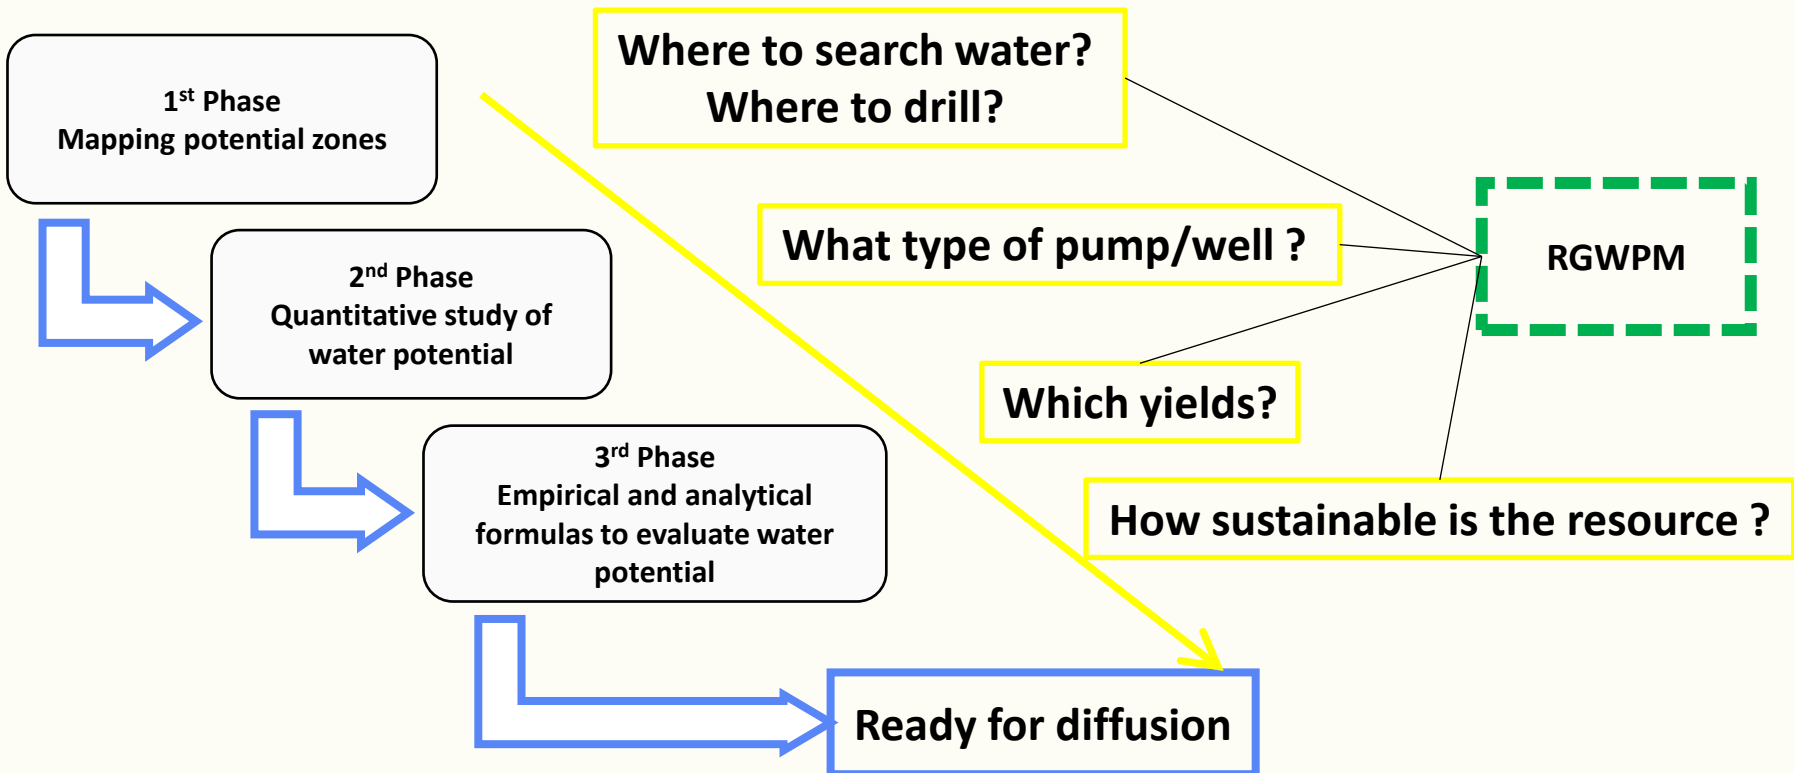 1st Phase
Mapping potential zones
2nd Phase
Quantitative study of
water potential
3rd Phase
Empirical and analytical
formulas to evaluate water
potential
Ready for diffusion
Where to search water?
Where to drill?
What type of pump/well ?
Which yields?
How sustainable is the resource ?
RGWPM